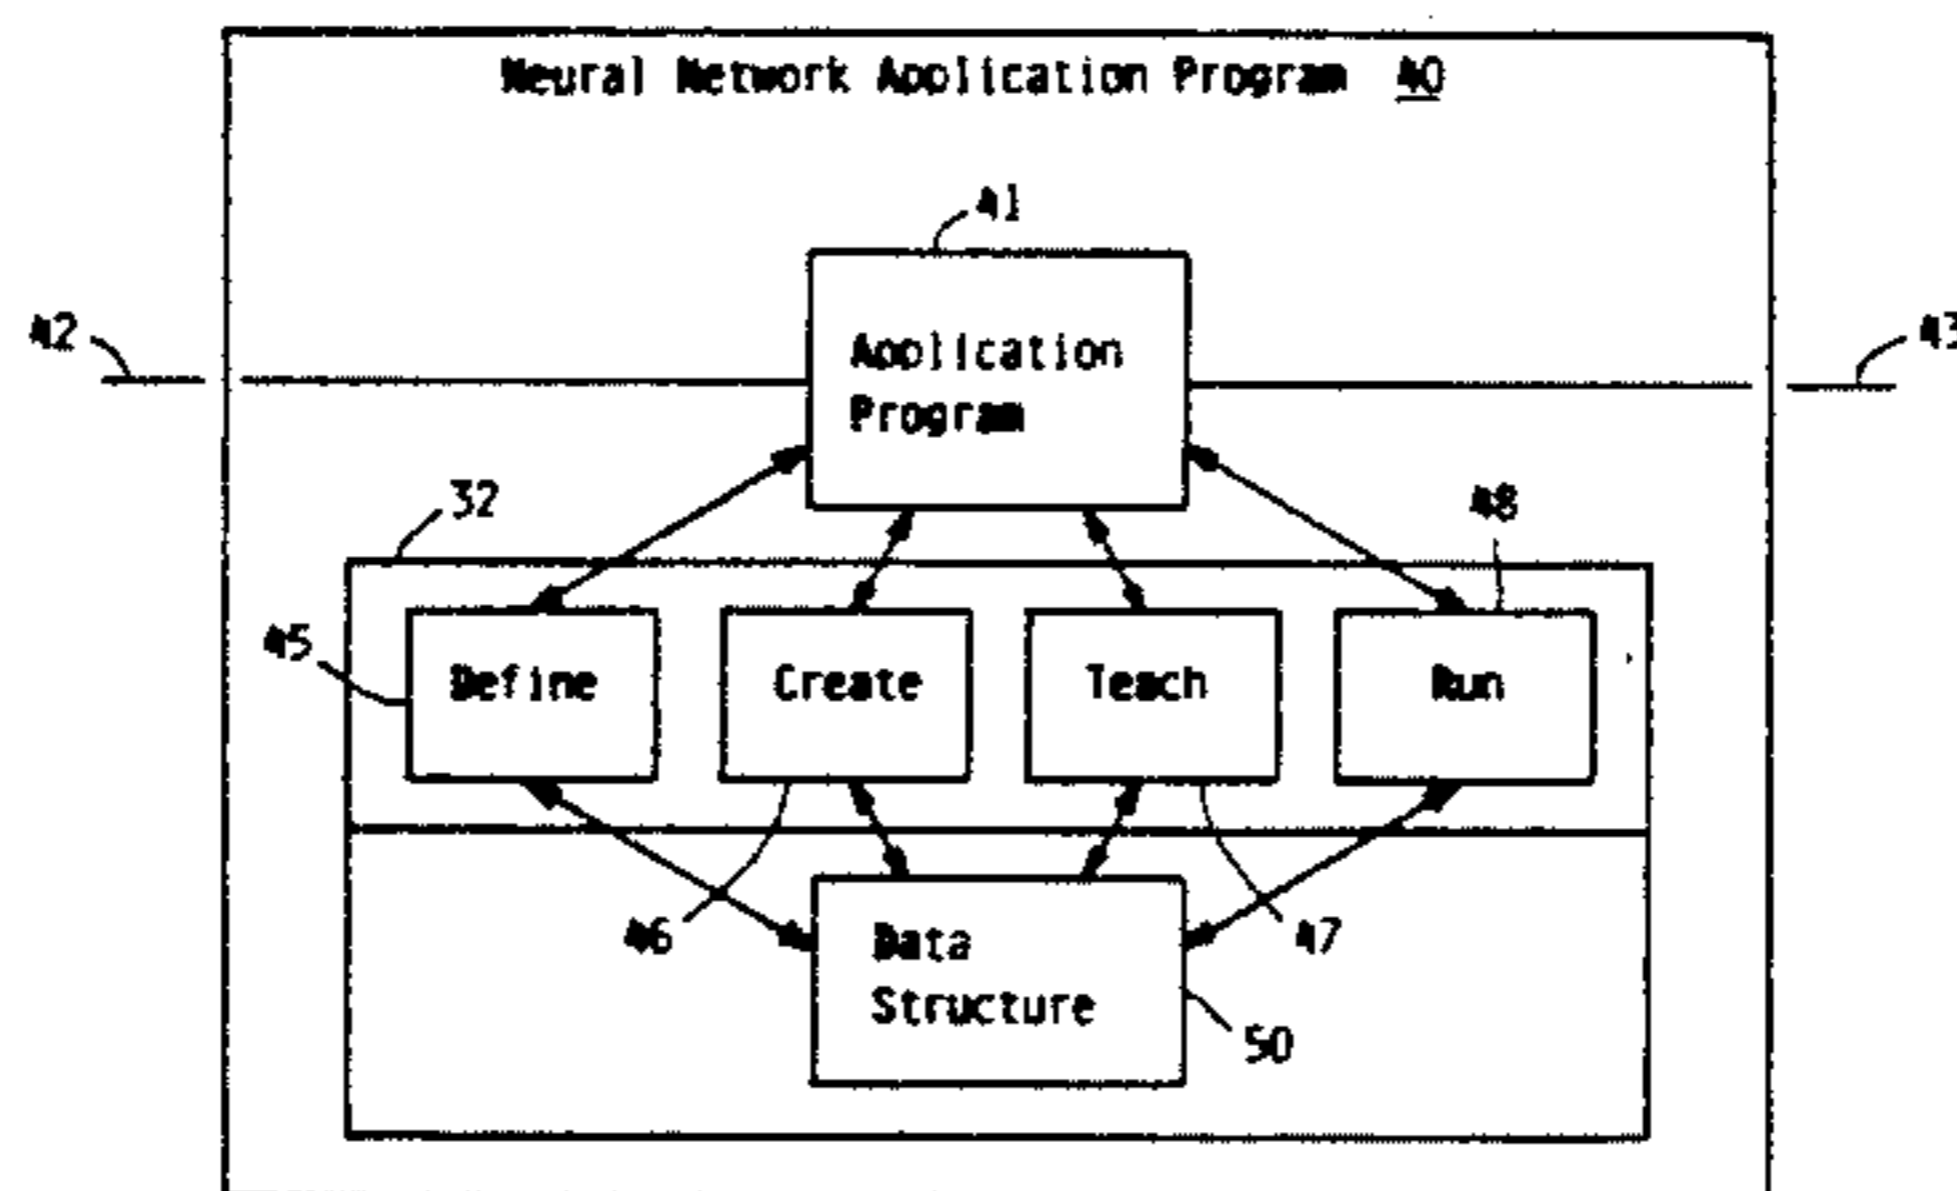 Neural Network Application Program 40
41
42
43
Application
Program
32
48
45
Define
Create
Teach
Run
46
47
Data
Structure
50